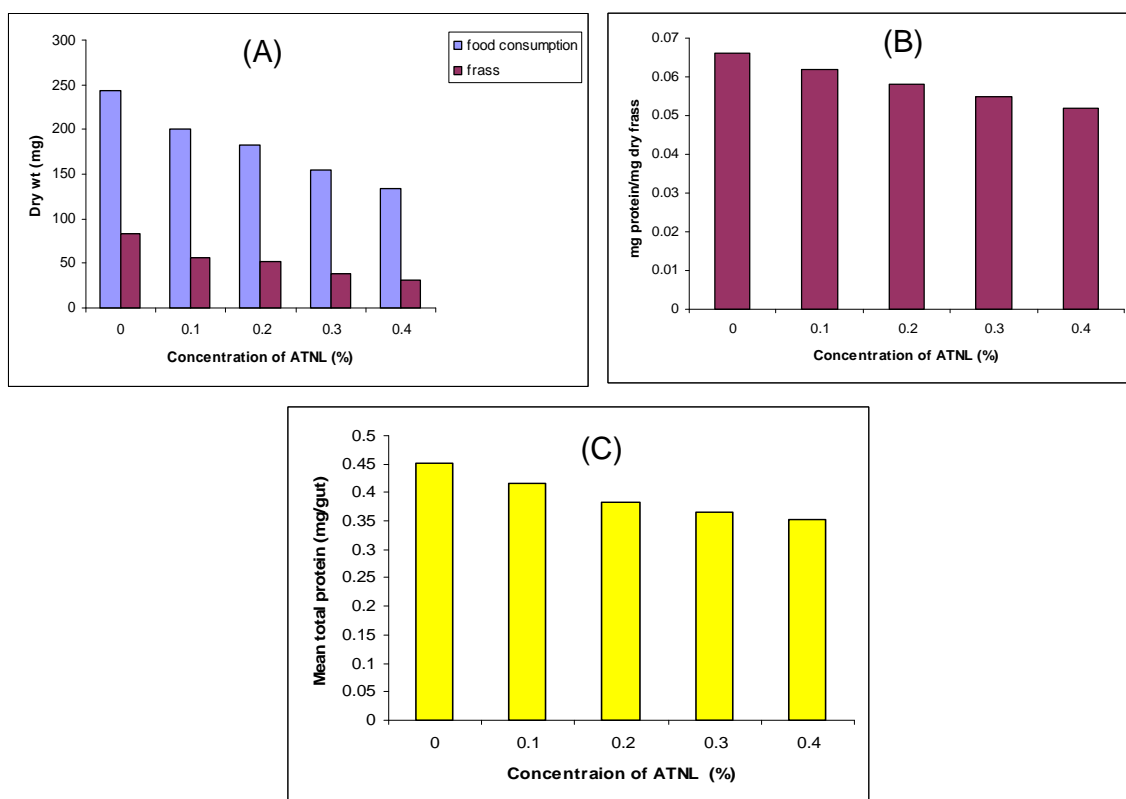 (A)
food consumption
frass
300
250
200
150
100
50
0
Dry wt (mg)
0 0.1 0.2 0.3 0.4
Concentration of ATNL (%)
(B)
0.07
0.06
0.05
0.04
0.03
0.02
0.01
0
mg protein/mg dry frass
0 0.1 0.2 0.3 0.4
Concentration of ATNL (%)
(C)
0.5
0.45
0.4
0.35
0.3
0.25
0.2
0.15
0.1
0.05
0
Mean total protein (mg/gut)
0 0.1 0.2 0.3 0.4
Concentraion of ATNL (%)